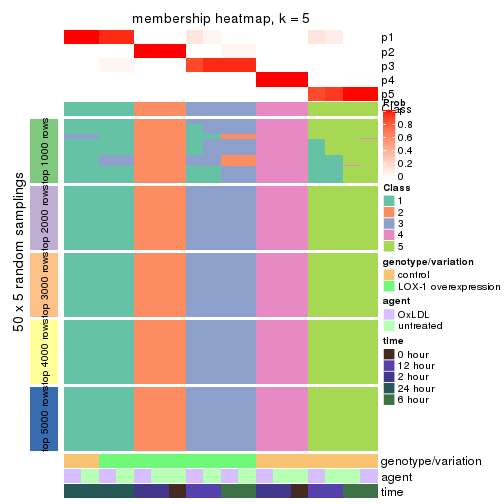 membership heatmap, k = 5
p1
p2
p3
p4
p5
Class
Prob
1
0.8
0.6
0.4
0.2
0
Class
1
2
3
4
5
genotype/variation
control
LOX-1 overexpression
agent
OxLDL
untreated
time
0 hour
12 hour
2 hour
24 hour
6 hour
50 x 5 random samplings
top 1000 rows
top 2000 rows
top 3000 rows
top 4000 rows
top 5000 rows
genotype/variation
agent
time